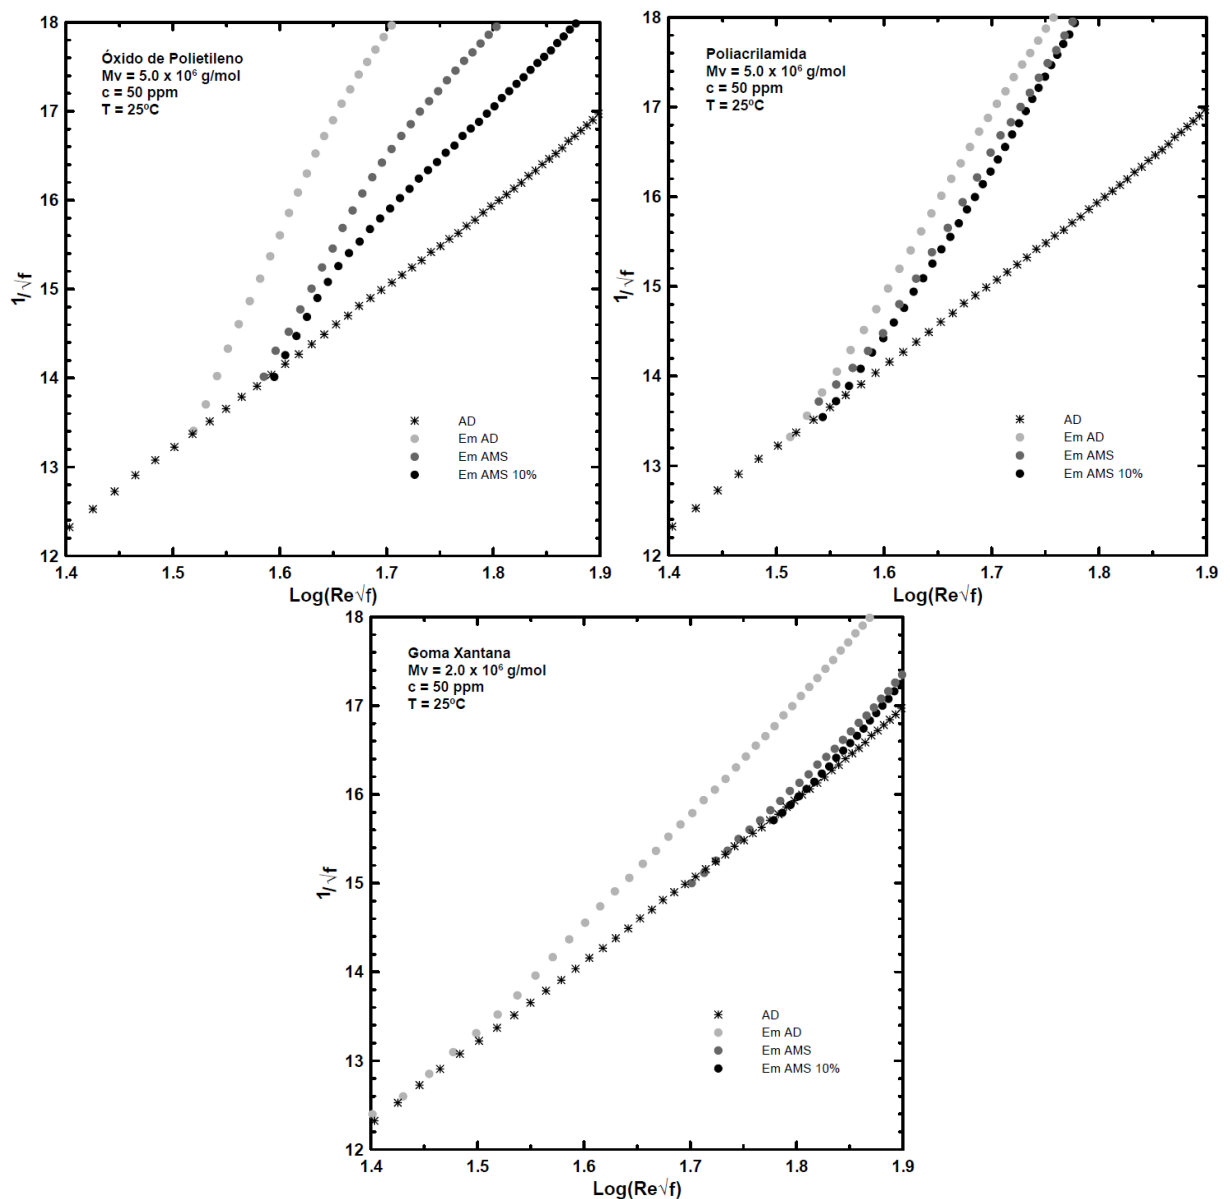 Óxido de Polietileno
Mv = 5.0 x 10⁶ g/mol
c = 50 ppm
T = 25ºC
18
17
16
15
14
13
12
1/√f
AD
Em AD
Em AMS
Em AMS 10%
1.4 1.5 1.6 1.7 1.8 1.9
Log(Re√f)
Poliacrilamida
Mv = 5.0 x 10⁶ g/mol
c = 50 ppm
T = 25ºC
18
17
16
15
14
13
12
1/√f
AD
Em AD
Em AMS
Em AMS 10%
1.4 1.5 1.6 1.7 1.8 1.9
Log(Re√f)
Goma Xantana
Mv = 2.0 x 10⁶ g/mol
c = 50 ppm
T = 25ºC
18
17
16
15
14
13
12
1/√f
AD
Em AD
Em AMS
Em AMS 10%
1.4 1.5 1.6 1.7 1.8 1.9
Log(Re√f)